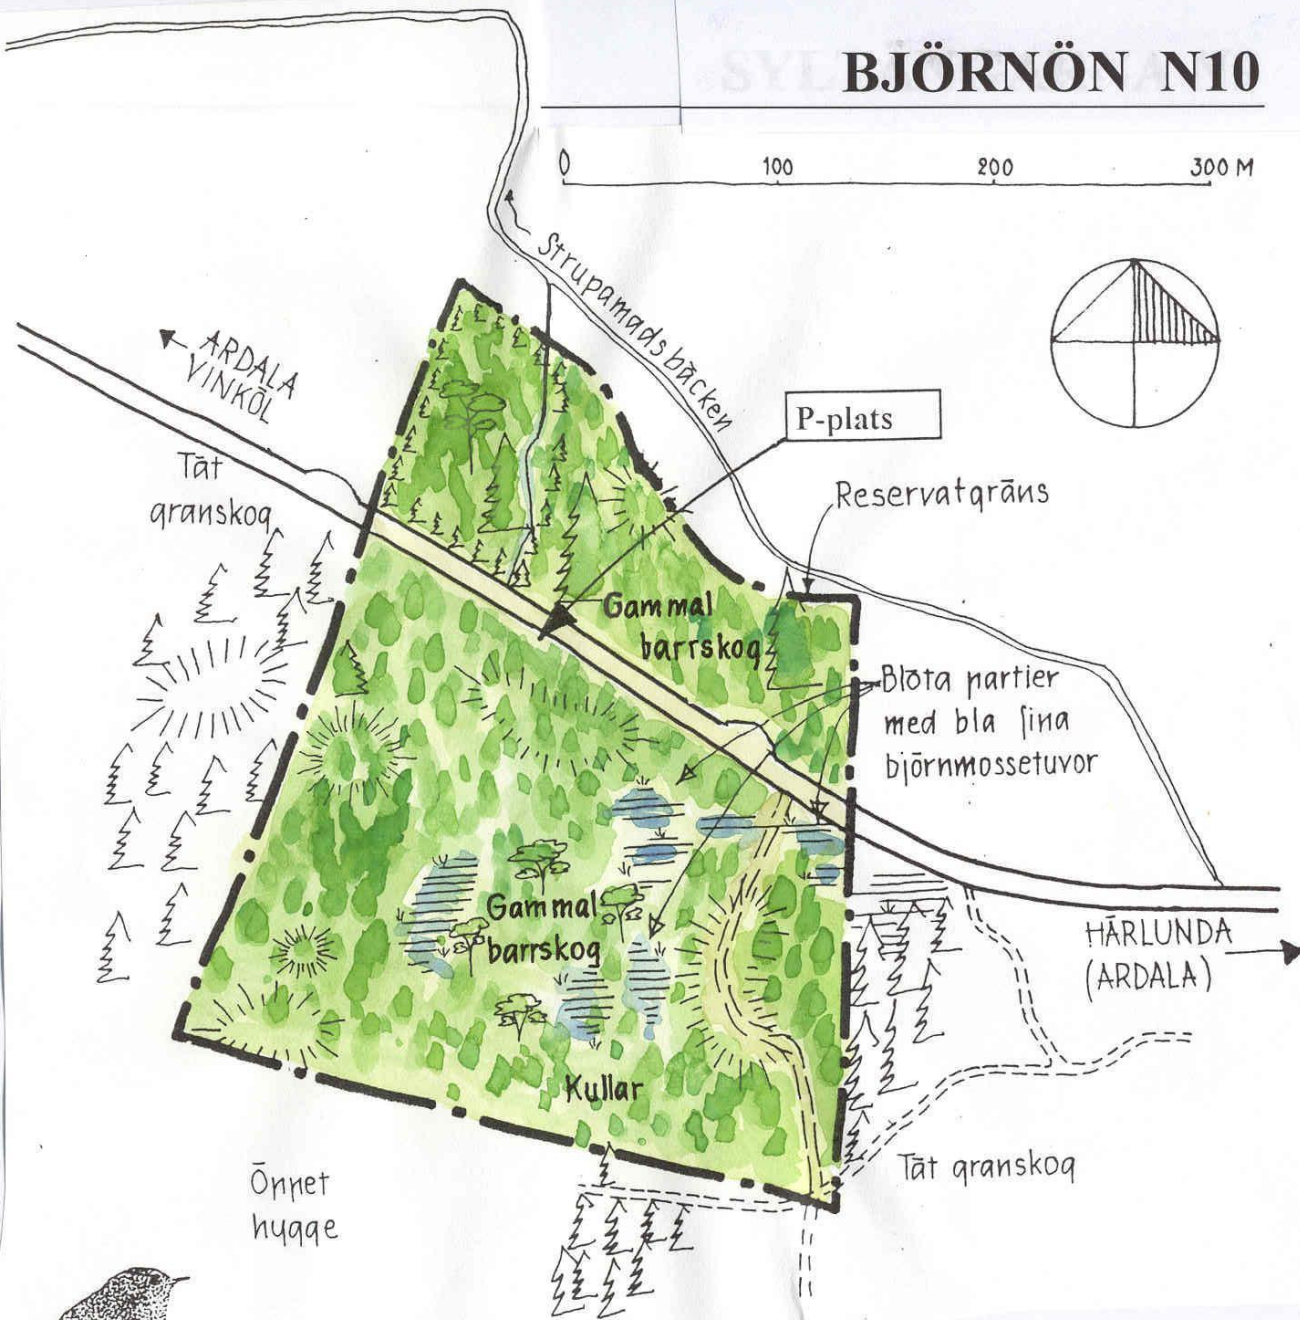 BJÖRNÖN N10
0 100 200 300 M
Strupamadsbäcken
ARDALA
VINKÖL
P-plats
Tät
granskog
Reservatgräns
Gammal
barrskog
Blöta partier
med bla fina
björnmossetuvor
Gammal
barrskog
HÄRLUNDA
(ARDALA)
Kullar
Tät granskog
Öppet
hygge